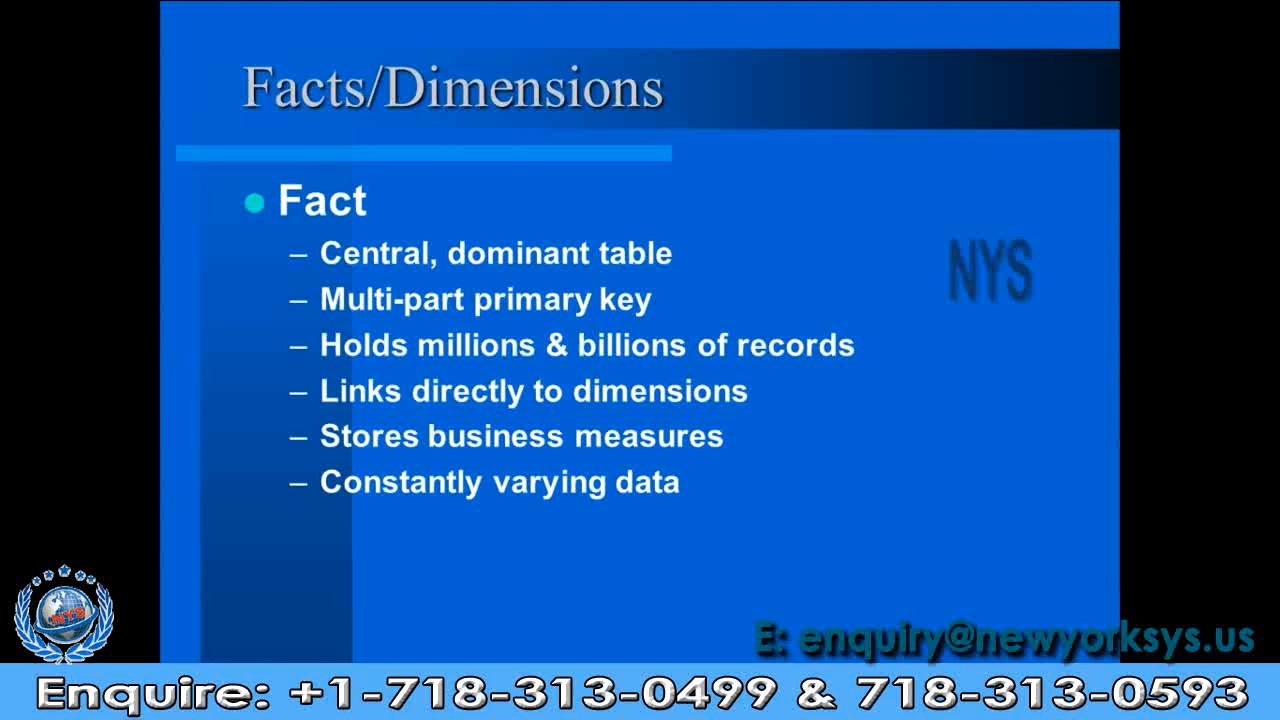 Facts/Dimensions
Fact
– Central, dominant table
– Multi-part primary key
– Holds millions & billions of records
– Links directly to dimensions
– Stores business measures
– Constantly varying data
NYS
NYS
E: enquiry@newyorksys.us
Enquire: +1-718-313-0499 & 718-313-0593